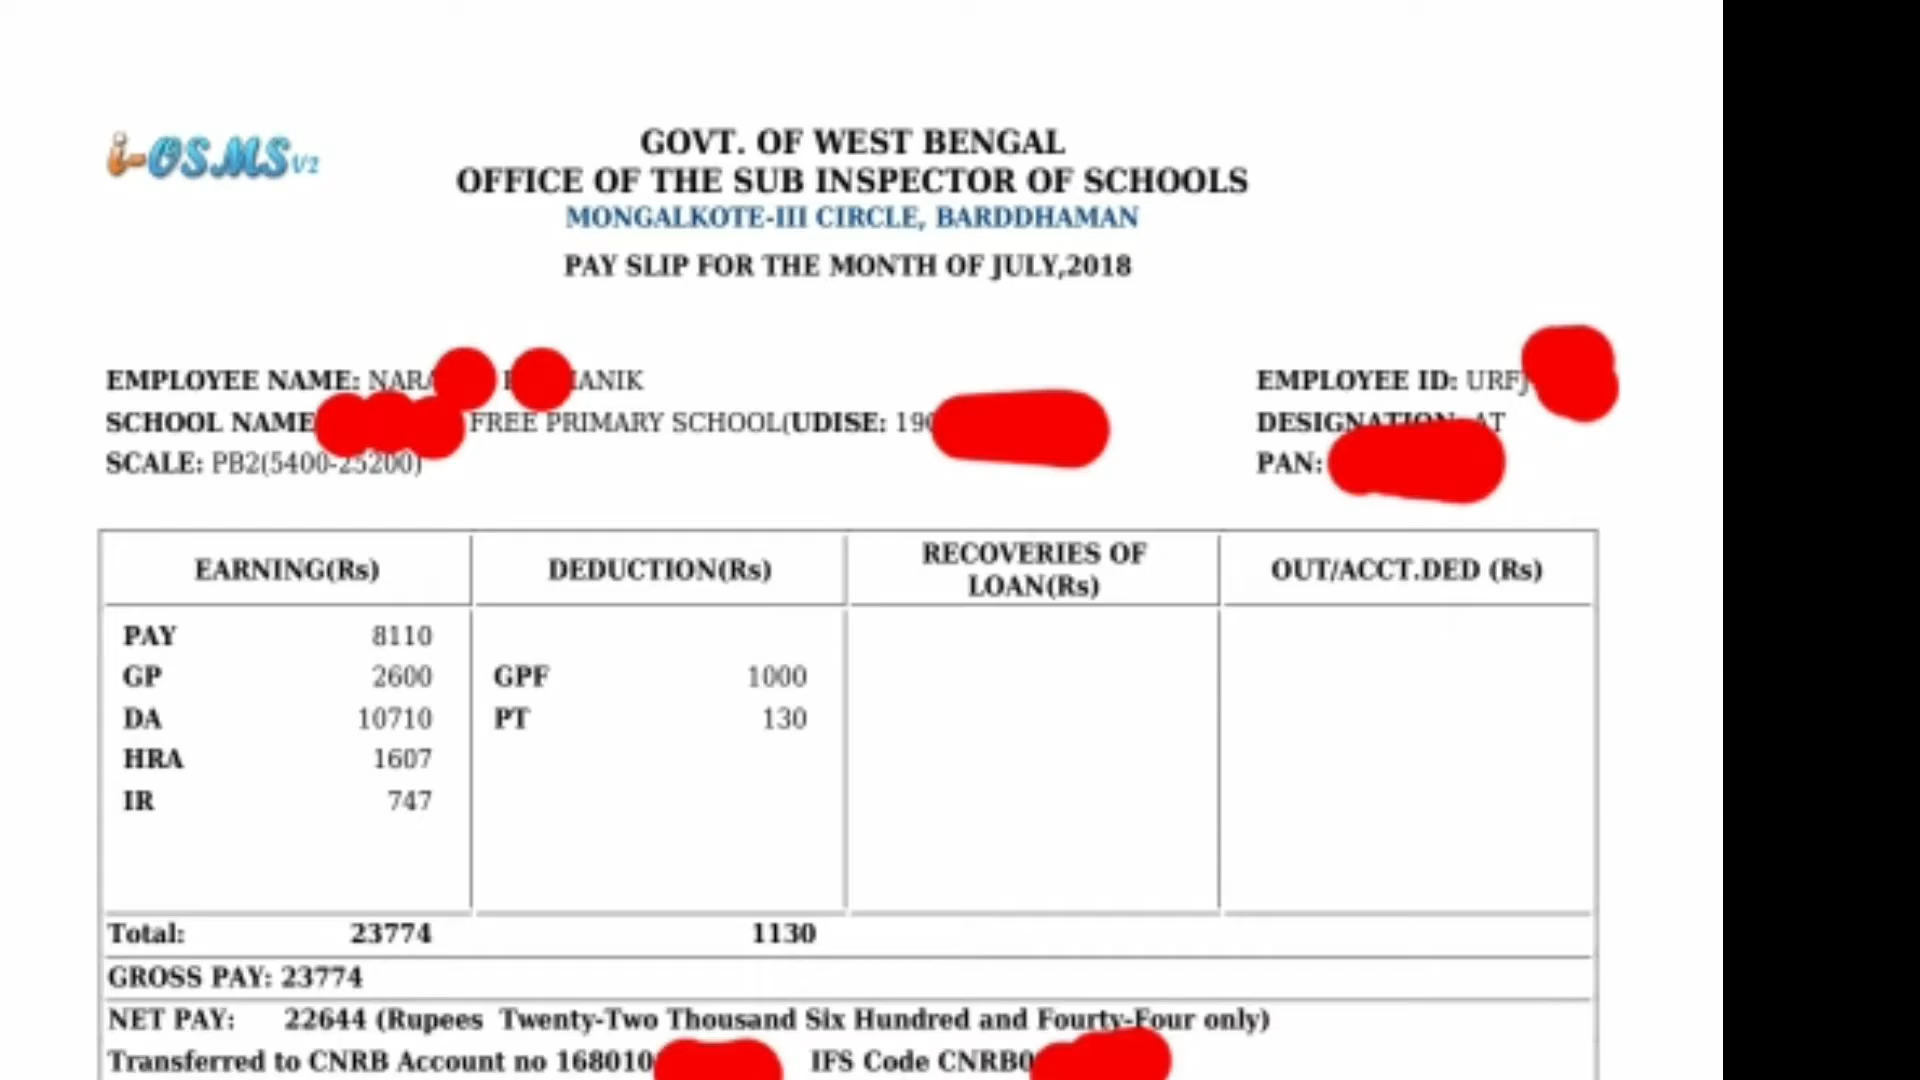 i-OSMS V2
GOVT. OF WEST BENGAL
OFFICE OF THE SUB INSPECTOR OF SCHOOLS
MONGALKOTE-III CIRCLE, BARDDHAMAN
PAY SLIP FOR THE MONTH OF JULY,2018
EMPLOYEE NAME: EMPLOYEE ID:
SCHOOL NAME FREE PRIMARY SCHOOL(UDISE: DESIGNATION: AT
SCALE: PB2(5400-25200) PAN:
EARNING(Rs) DEDUCTION(Rs) RECOVERIES OF LOAN(Rs) OUT/ACCT.DED (Rs)
PAY 8110
GP 2600 GPF 1000
DA 10710 PT 130
HRA 1607
IR 747
Total: 23774 1130
GROSS PAY: 23774
NET PAY: 22644 (Rupees Twenty-Two Thousand Six Hundred and Fourty-Four only)
Transferred to CNRB Account no 168010 IFS Code CNRB0